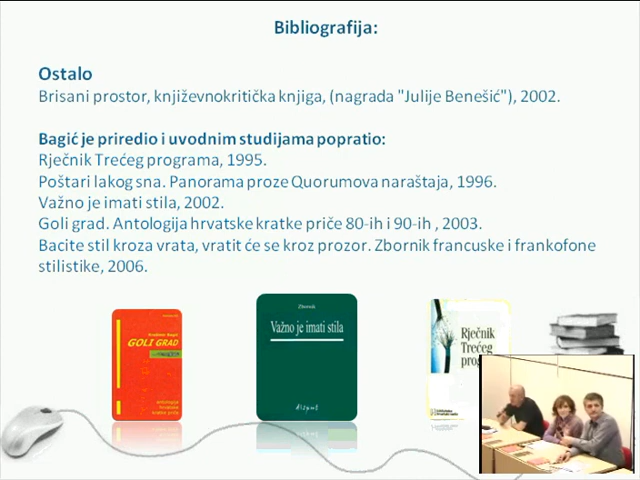 Bibliografija:
Ostalo
Brisani prostor, književnokritička knjiga, (nagrada "Julije Benešić"), 2002.
Bagić je priredio i uvodnim studijama popratio:
Rječnik Trećeg programa, 1995.
Poštari lakog sna. Panorama proze Quorumova naraštaja, 1996.
Važno je imati stila, 2002.
Goli grad. Antologija hrvatske kratke priče 80-ih i 90-ih , 2003.
Bacite stil kroza vrata, vratit će se kroz prozor. Zbornik francuske i frankofone
stilistike, 2006.
GOLI GRAD
antologija
hrvatske
kratke priče
Zbornik
Važno je imati stila
Rječnik
Trećeg